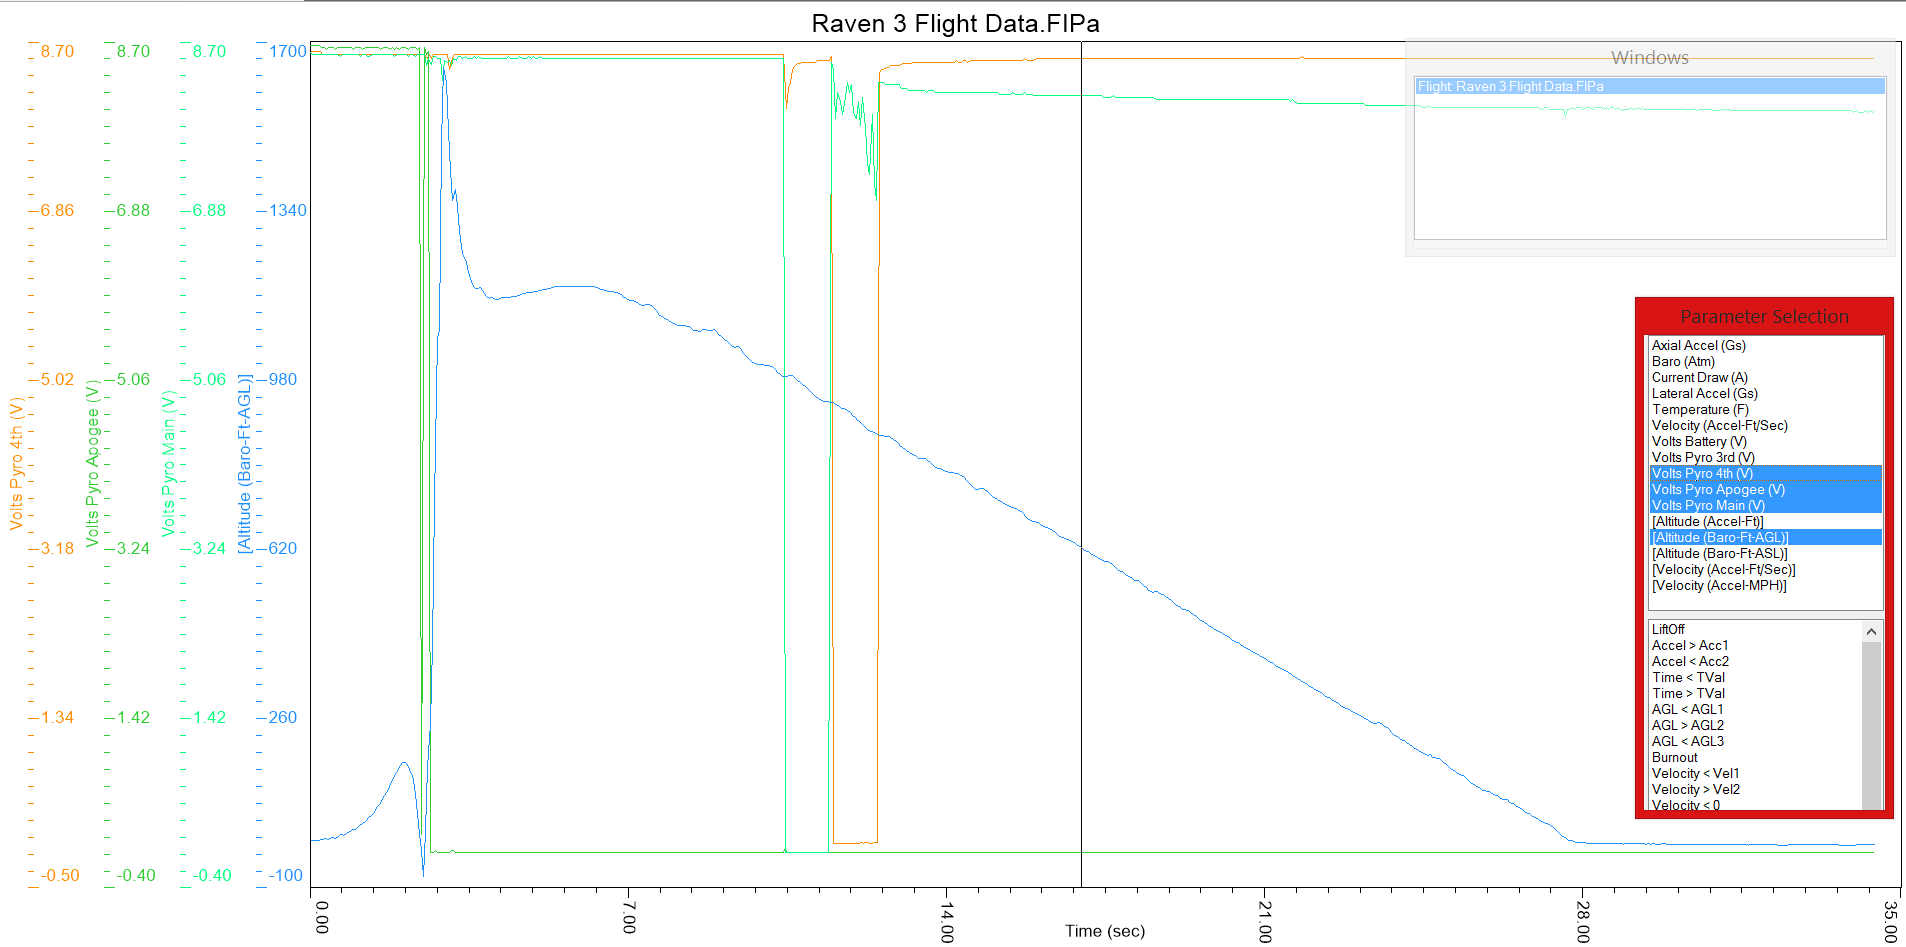 Raven 3 Flight Data.FIPa
8.70
8.70
8.70
1700
6.86
6.88
6.88
1340
5.02
5.06
5.06
980
3.18
3.24
3.24
620
1.34
1.42
1.42
260
-0.50
-0.40
-0.40
-100
Volts Pyro 4th (V)
Volts Pyro Apogee (V)
Volts Pyro Main (V)
[Altitude (Baro-Ft-AGL)]
0.00
7.00
14.00
21.00
28.00
35.00
Time (sec)
Windows
Flight: Raven 3 Flight Data.FIPa
Parameter Selection
Axial Accel (Gs)
Baro (Atm)
Current Draw (A)
Lateral Accel (Gs)
Temperature (F)
Velocity (Accel-Ft/Sec)
Volts Battery (V)
Volts Pyro 3rd (V)
Volts Pyro 4th (V)
Volts Pyro Apogee (V)
Volts Pyro Main (V)
[Altitude (Accel-Ft)]
[Altitude (Baro-Ft-AGL)]
[Altitude (Baro-Ft-ASL)]
[Velocity (Accel-Ft/Sec)]
[Velocity (Accel-MPH)]
LiftOff
Accel > Acc1
Accel < Acc2
Time < TVal
Time > TVal
AGL < AGL1
AGL > AGL2
AGL < AGL3
Burnout
Velocity < Vel1
Velocity > Vel2
Velocity < 0